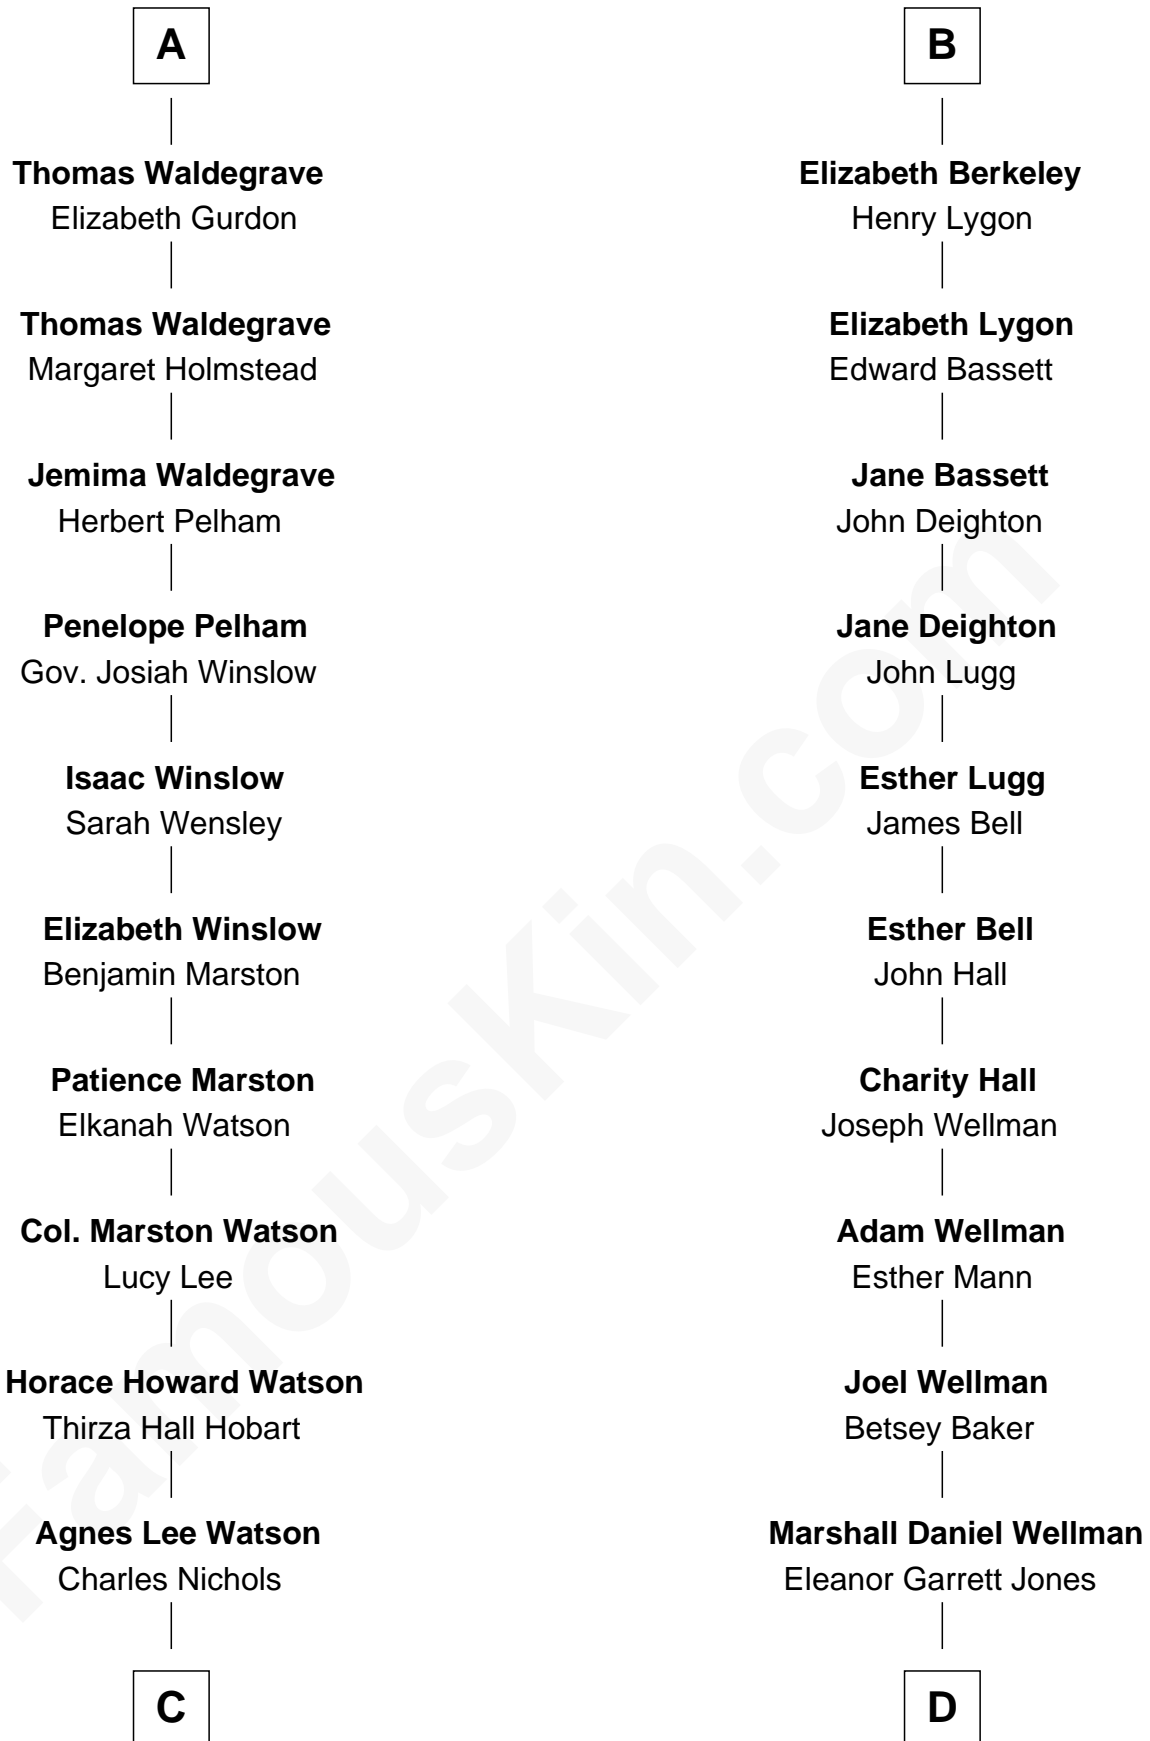 A
Thomas Waldegrave
Elizabeth Gurdon
Thomas Waldegrave
Margaret Holmstead
Jemima Waldegrave
Herbert Pelham
Penelope Pelham
Gov. Josiah Winslow
Isaac Winslow
Sarah Wensley
Elizabeth Winslow
Benjamin Marston
Patience Marston
Elkanah Watson
Col. Marston Watson
Lucy Lee
Horace Howard Watson
Thirza Hall Hobart
Agnes Lee Watson
Charles Nichols
C
B
Elizabeth Berkeley
Henry Lygon
Elizabeth Lygon
Edward Bassett
Jane Bassett
John Deighton
Jane Deighton
John Lugg
Esther Lugg
James Bell
Esther Bell
John Hall
Charity Hall
Joseph Wellman
Adam Wellman
Esther Mann
Joel Wellman
Betsey Baker
Marshall Daniel Wellman
Eleanor Garrett Jones
D
FamousKin.com